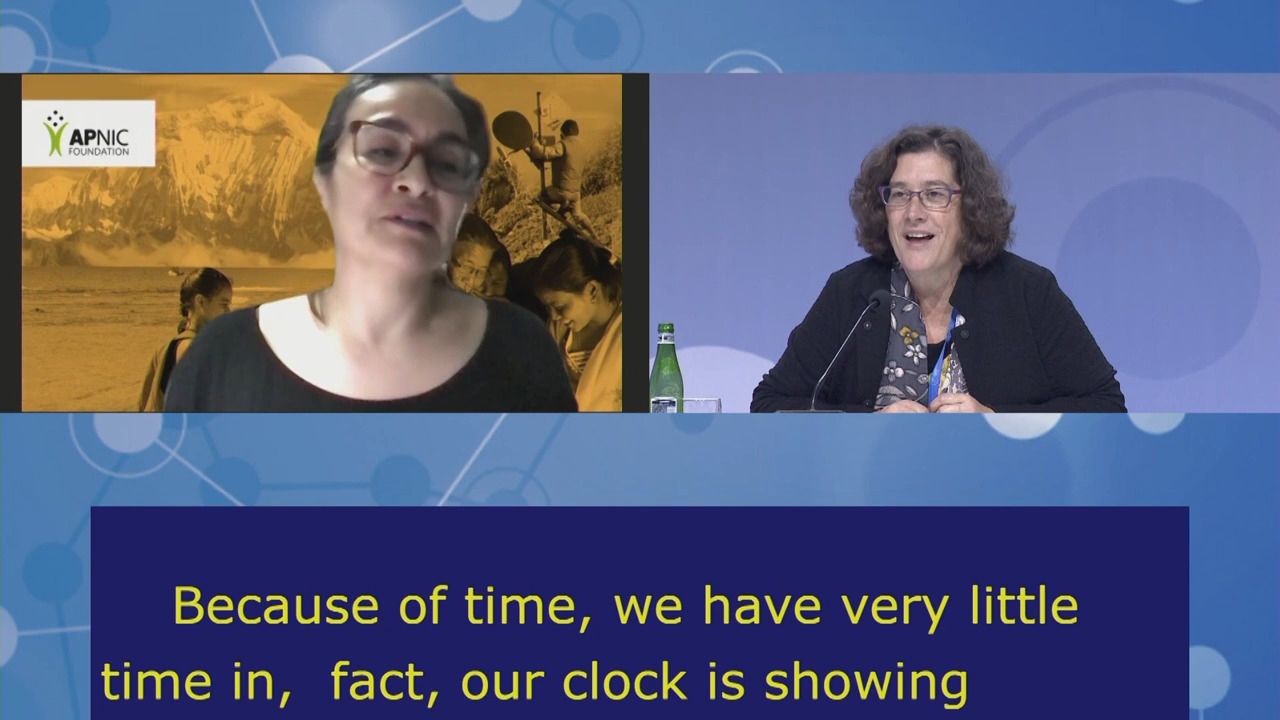 APNIC
FOUNDATION
Because of time, we have very little
time in,  fact, our clock is showing